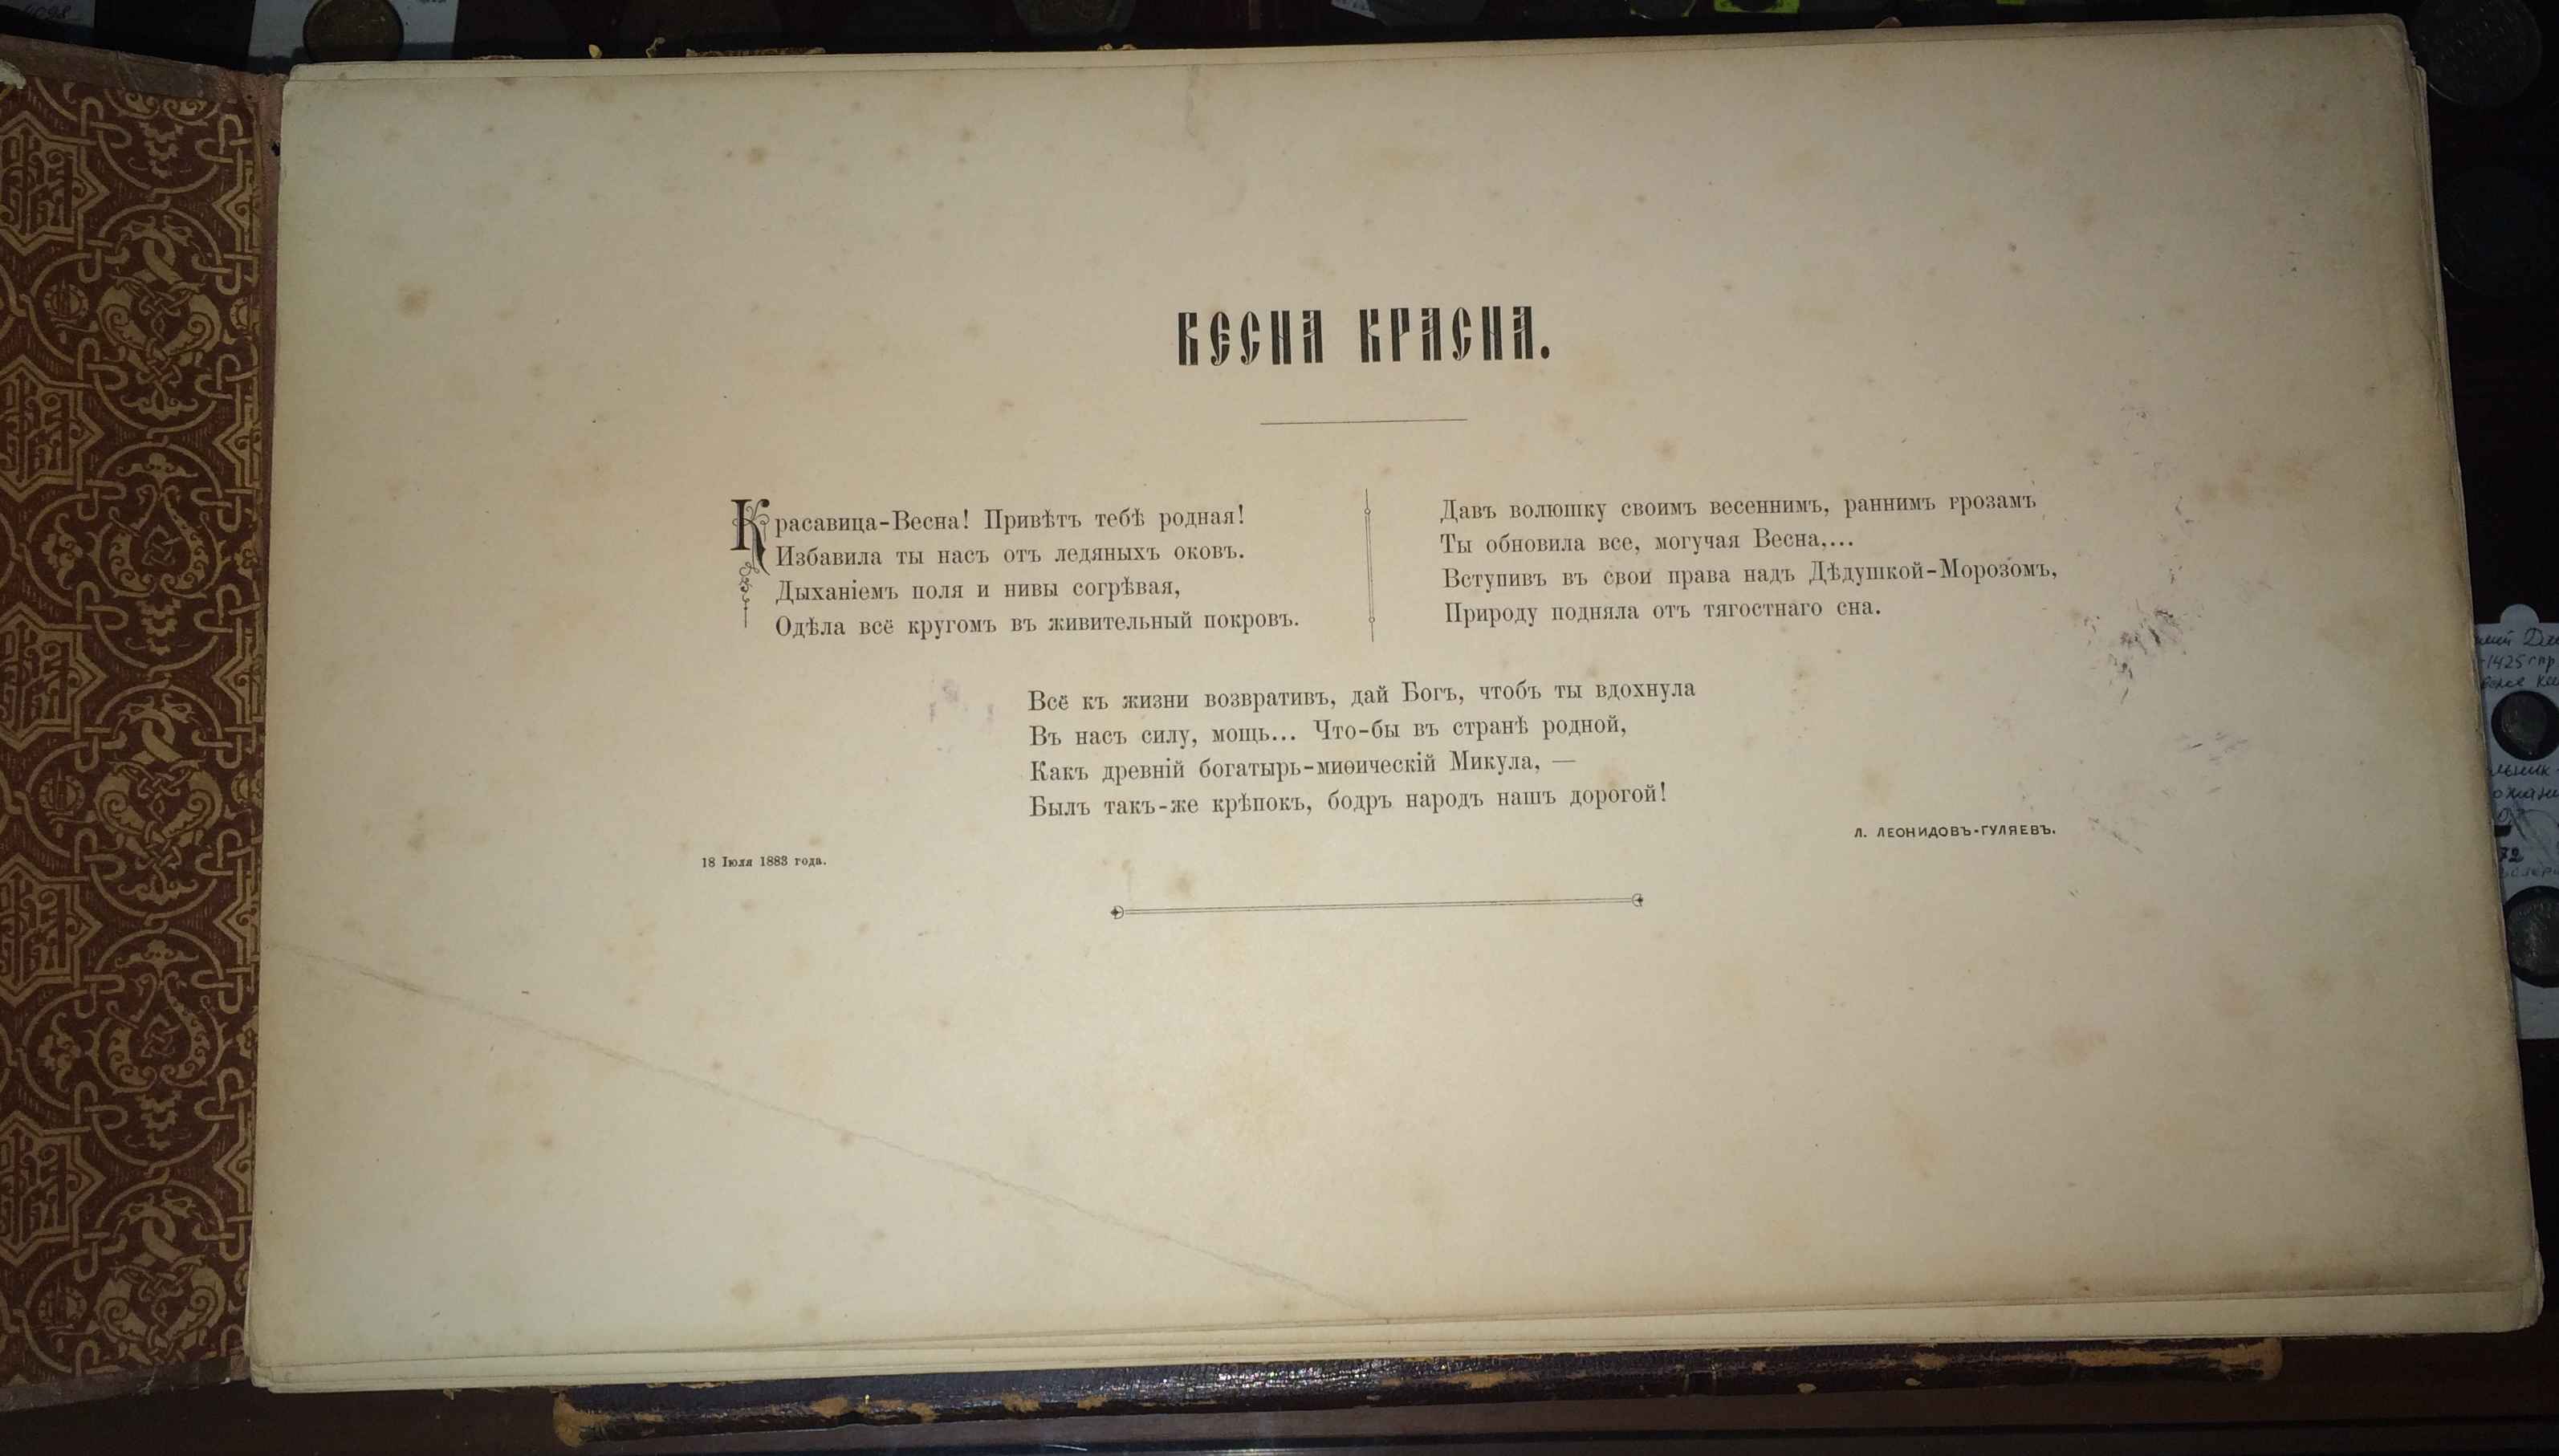 ВЕСНА КРАСНА.
Красавица-Весна! Привѣтъ тебѣ родная!
Избавила ты насъ отъ ледяныхъ оковъ.
Дыханіемъ поля и нивы согрѣвая,
Одѣла всё кругомъ въ живительный покровъ.
Давъ волюшку своимъ весеннимъ, раннимъ грозамъ
Ты обновила все, могучая Весна,...
Вступивъ въ свои права надъ Дѣдушкой-Морозомъ,
Природу подняла отъ тягостнаго сна.
Всё къ жизни возвративъ, дай Богъ, чтобъ ты вдохнула
Въ насъ силу, мощь... Что-бы въ странѣ родной,
Какъ древній богатырь-миѳическій Микула, —
Былъ такъ-же крѣпокъ, бодръ народъ нашъ дорогой!
Л. ЛЕОНИДОВЪ-ГУЛЯЕВЪ.
18 Іюля 1883 года.